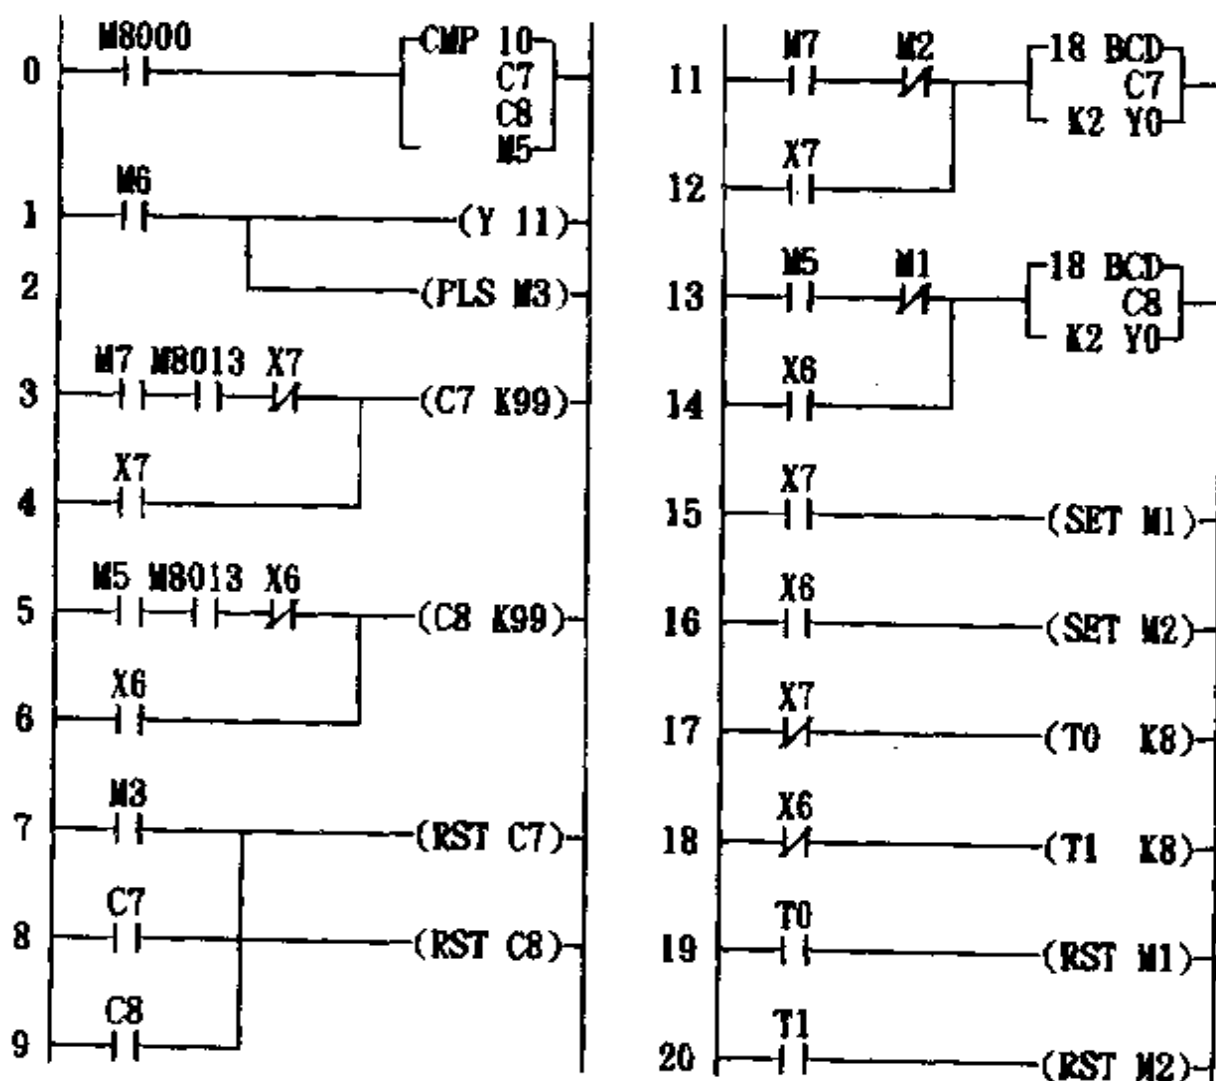 M8000
0
CMP 10
C7
C8
M5
M6
1
(Y 11)
2
(PLS M3)
M7 M8013 X7
3
(C7 K99)
X7
4
M5 M8013 X6
5
(C8 K99)
X6
6
M3
7
(RST C7)
C7
8
(RST C8)
C8
9
M7 M2
11
18 BCD
C7
K2 Y0
X7
12
M5 M1
13
18 BCD
C8
K2 Y0
X6
14
X7
15
(SET M1)
X6
16
(SET M2)
X7
17
(T0 K8)
X6
18
(T1 K8)
T0
19
(RST M1)
T1
20
(RST M2)